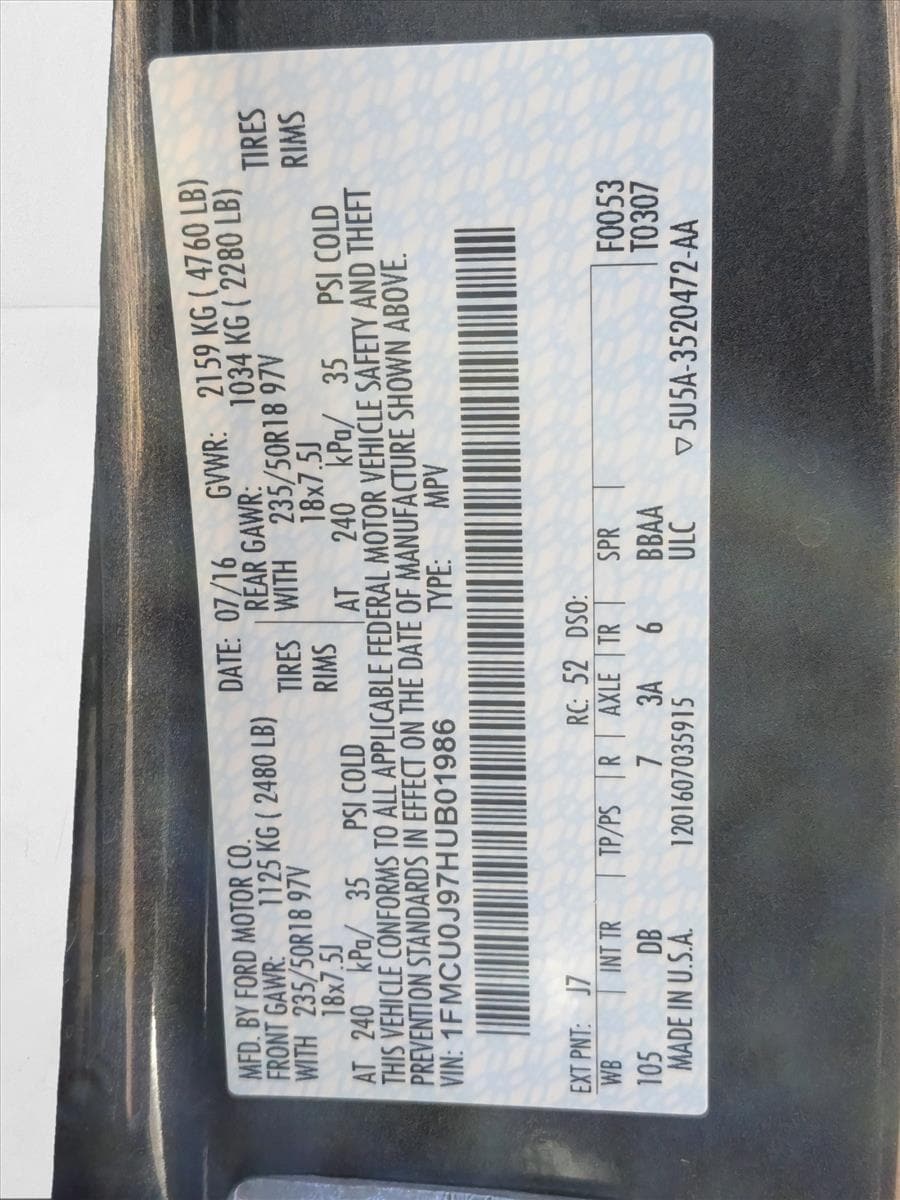 MFD. BY FORD MOTOR CO. DATE: 07/16 GVWR: 2159 KG ( 4760 LB)
FRONT GAWR: 1125 KG ( 2480 LB) REAR GAWR: 1034 KG ( 2280 LB)
WITH 235/50R18 97V TIRES WITH 235/50R18 97V TIRES
18x7.5J RIMS 18x7.5J RIMS
AT 240 kPa/ 35 PSI COLD AT 240 kPa/ 35 PSI COLD
THIS VEHICLE CONFORMS TO ALL APPLICABLE FEDERAL MOTOR VEHICLE SAFETY AND THEFT
PREVENTION STANDARDS IN EFFECT ON THE DATE OF MANUFACTURE SHOWN ABOVE.
VIN: 1FMCU0J97HUB01986 TYPE: MPV
EXT PNT: J7 RC: 52 DSO:
WB | INT TR | TP/PS | R | AXLE | TR | SPR | F0053
105 DB 7 3A 6 BBAA T0307
MADE IN U.S.A. 1201607035915 ULC ▽5U5A-3520472-AA